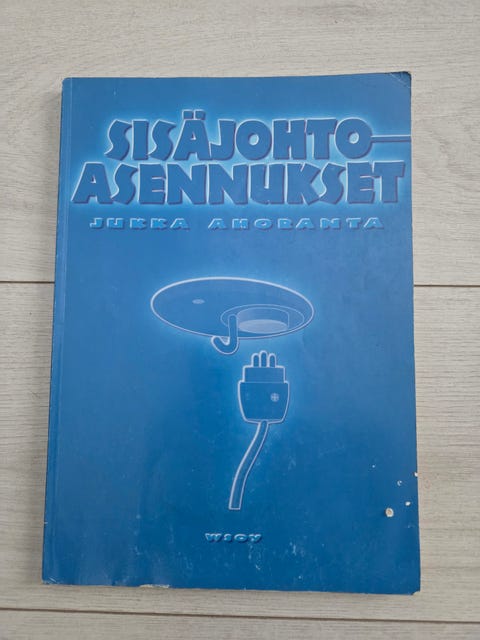 SISÄJOHTO-
ASENNUKSET
JUKKA AHORANTA
WSOY